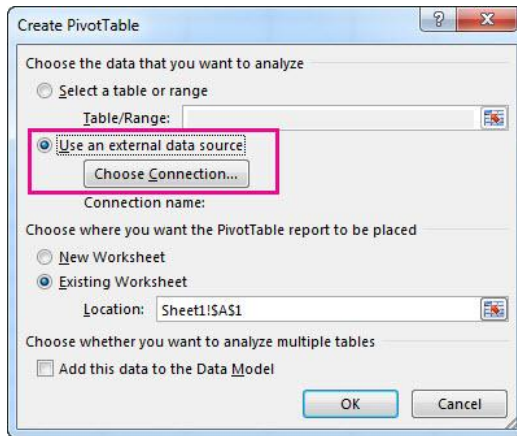 Create PivotTable
Choose the data that you want to analyze
Select a table or range
Table/Range:
Use an external data source
Choose Connection...
Connection name:
Choose where you want the PivotTable report to be placed
New Worksheet
Existing Worksheet
Location: Sheet1!$A$1
Choose whether you want to analyze multiple tables
Add this data to the Data Model
OK Cancel